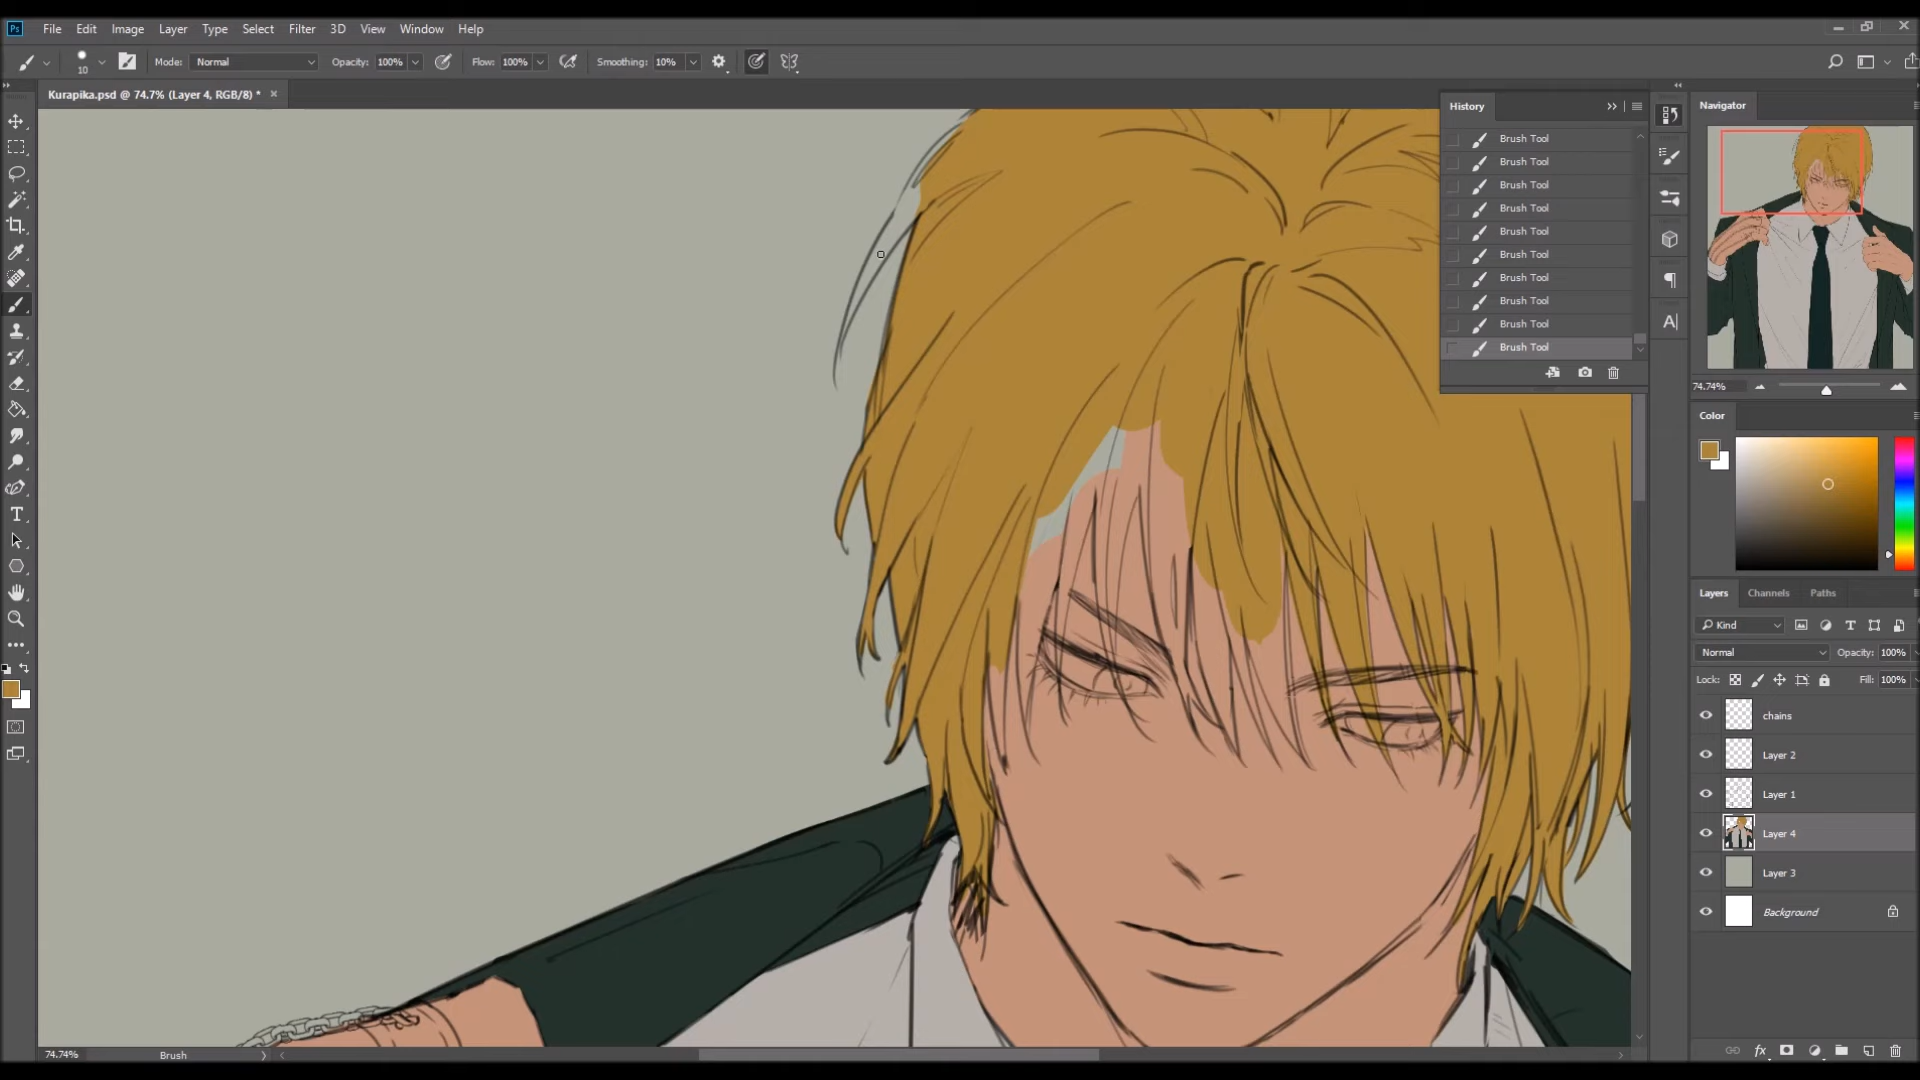 Ps File Edit Image Layer Type Select Filter 3D View Window Help
10 Mode: Normal Opacity: 100% Flow: 100% Smoothing: 10%
Kurapika.psd @ 74.7% (Layer 4, RGB/8) * ×
History
Brush Tool
Brush Tool
Brush Tool
Brush Tool
Brush Tool
Brush Tool
Brush Tool
Brush Tool
Brush Tool
Brush Tool
Navigator
74.74%
Color
Layers Channels Paths
Kind
Normal Opacity: 100%
Lock: Fill: 100%
chains
Layer 2
Layer 1
Layer 4
Layer 3
Background
74.74% Brush